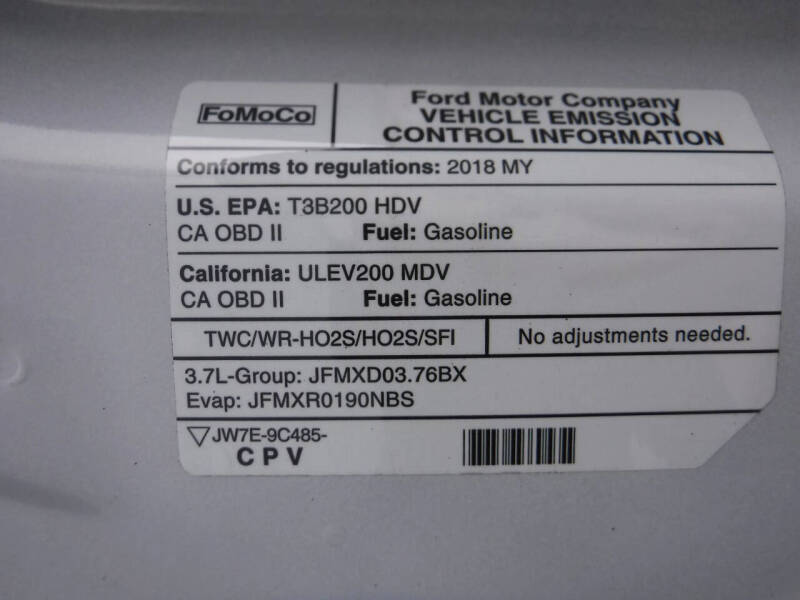 FoMoCo
Ford Motor Company
VEHICLE EMISSION
CONTROL INFORMATION
Conforms to regulations: 2018 MY
U.S. EPA: T3B200 HDV
CA OBD II Fuel: Gasoline
California: ULEV200 MDV
CA OBD II Fuel: Gasoline
TWC/WR-HO2S/HO2S/SFI No adjustments needed.
3.7L-Group: JFMXD03.76BX
Evap: JFMXR0190NBS
▽JW7E-9C485-
CPV